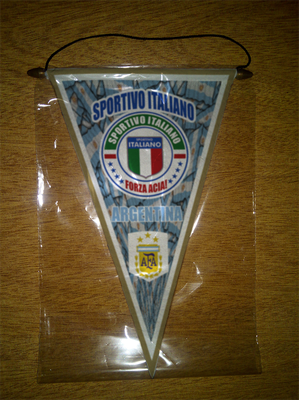 SPORTIVO ITALIANO
SPORTIVO ITALIANO
ITALIANO
FORZA ACIA!
ARGENTINA
AFA